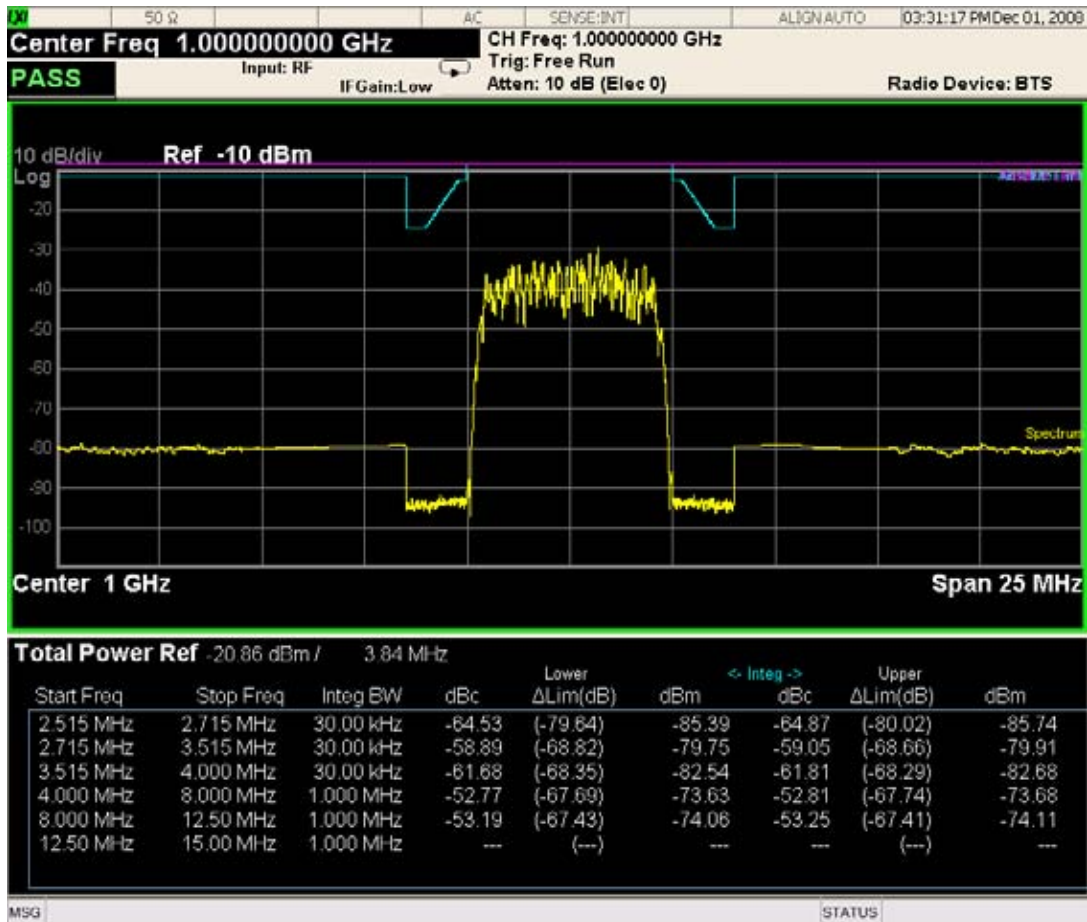 LXI 50 Ω AC SENSE:INT ALIGN AUTO 03:31:17 PM Dec 01, 2008
Center Freq 1.000000000 GHz CH Freq: 1.000000000 GHz
Trig: Free Run
PASS Input: RF IFGain:Low Atten: 10 dB (Elec 0) Radio Device: BTS
10 dB/div Ref -10 dBm
Log
-20
-30
-40
-50
-60
-70
Spectrum
-80
-90
-100
Center 1 GHz Span 25 MHz
Total Power Ref -20.86 dBm / 3.84 MHz
Lower <- Integ -> Upper
Start Freq Stop Freq Integ BW dBc ΔLim(dB) dBm dBc ΔLim(dB) dBm
2.515 MHz 2.715 MHz 30.00 kHz -64.53 (-79.64) -85.39 -64.87 (-80.02) -85.74
2.715 MHz 3.515 MHz 30.00 kHz -58.89 (-68.82) -79.75 -59.05 (-68.66) -79.91
3.515 MHz 4.000 MHz 30.00 kHz -61.68 (-68.35) -82.54 -61.81 (-68.29) -82.68
4.000 MHz 8.000 MHz 1.000 MHz -52.77 (-67.69) -73.63 -52.81 (-67.74) -73.68
8.000 MHz 12.50 MHz 1.000 MHz -53.19 (-67.43) -74.06 -53.25 (-67.41) -74.11
12.50 MHz 15.00 MHz 1.000 MHz --- (---) --- --- (---) ---
MSG STATUS